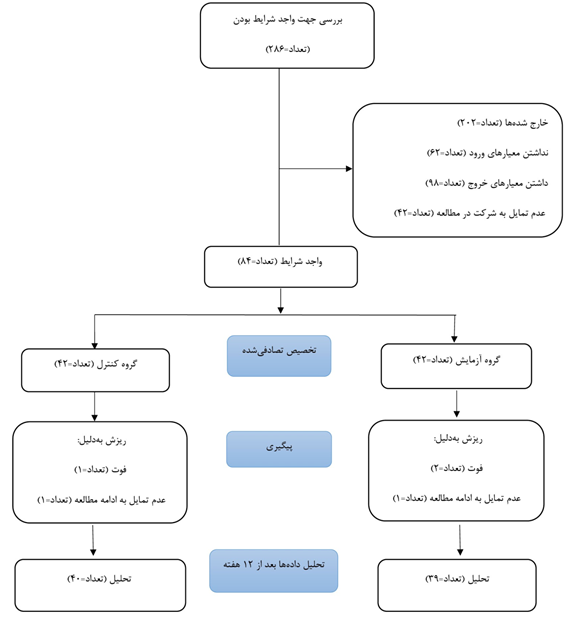 بررسی جهت واجد شرایط بودن
(تعداد=۲۸۶)
خارج شده‌ها (تعداد=۲۰۲)
نداشتن معیارهای ورود (تعداد=۶۲)
داشتن معیارهای خروج (تعداد=۹۸)
عدم تمایل به شرکت در مطالعه (تعداد=۴۲)
واجد شرایط (تعداد=۸۴)
تخصیص تصادفی‌شده
گروه آزمایش (تعداد=۴۲)
گروه کنترل (تعداد=۴۲)
ریزش به‌دلیل:
فوت (تعداد=۲)
عدم تمایل به ادامه مطالعه (تعداد=۱)
پیگیری
ریزش به‌دلیل:
فوت (تعداد=۱)
عدم تمایل به ادامه مطالعه (تعداد=۱)
تحلیل (تعداد=۳۹)
تحلیل داده‌ها بعد از ۱۲ هفته
تحلیل (تعداد=۴۰)